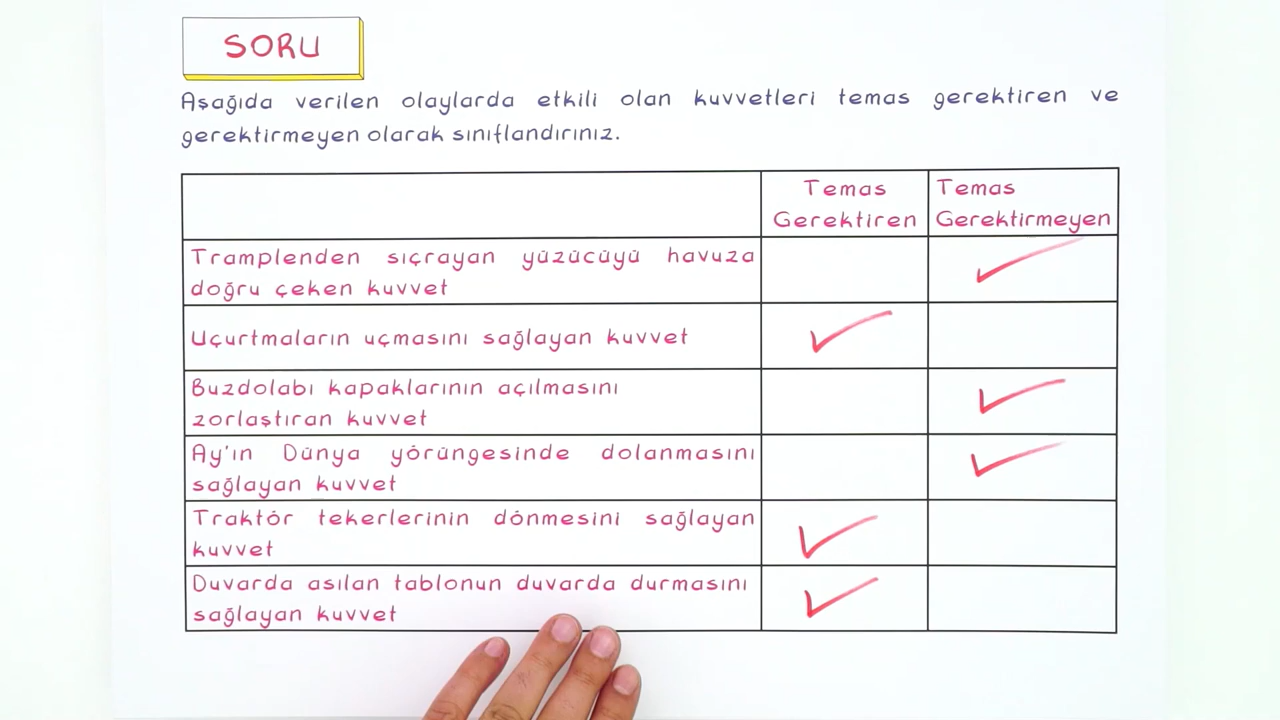 SORU
Aşağıda verilen olaylarda etkili olan kuvvetleri temas gerektiren ve
gerektirmeyen olarak sınıflandırınız.
Temas
Gerektiren
Temas
Gerektirmeyen
Tramplenden sıçrayan yüzücüyü havuza
doğru çeken kuvvet
Uçurtmaların uçmasını sağlayan kuvvet
Buzdolabı kapaklarının açılmasını
zorlaştıran kuvvet
Ay'ın Dünya yörüngesinde dolanmasını
sağlayan kuvvet
Traktör tekerlerinin dönmesini sağlayan
kuvvet
Duvarda asılan tablonun duvarda durmasını
sağlayan kuvvet